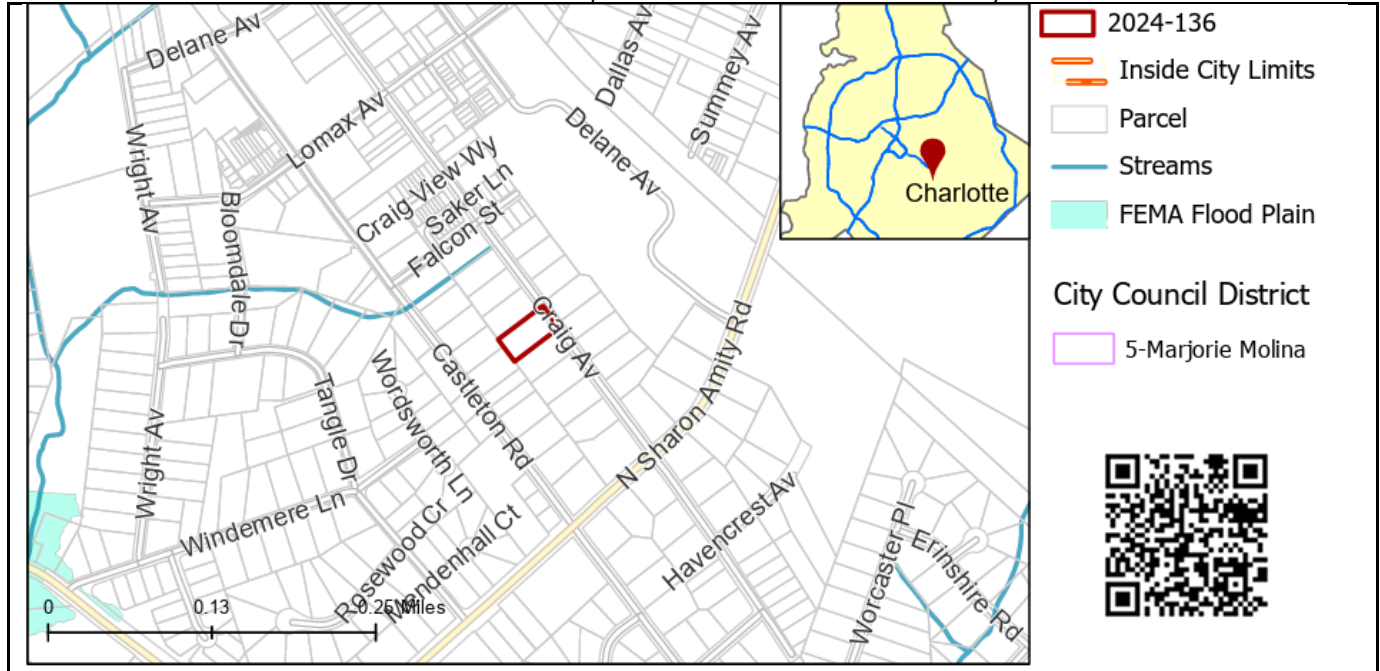 Delane Av
Dallas Av
Summey Av
Lomax Av
Delane Av
Wright Av
Craig View Wy
Saker Ln
Falcon St
Bloomdale Dr
Craig Av
Castleton Rd
N Sharon Amity Rd
Tangle Dr
Wordsworth Ln
Wright Av
Windemere Ln
Rosewood Cr
Mendenhall Ct
Havencrest Av
Worcaster Pl
Erinshire Rd
0 0.13 0.25 Miles
Charlotte
2024-136
Inside City Limits
Parcel
Streams
FEMA Flood Plain
City Council District
5-Marjorie Molina